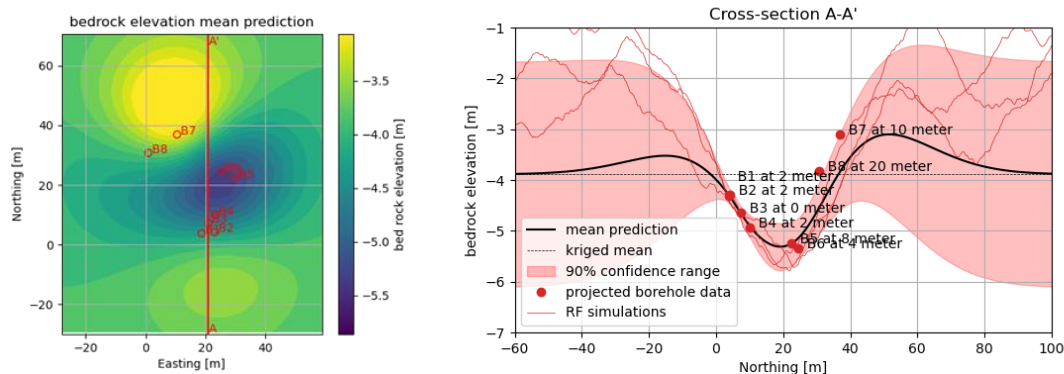 bedrock elevation mean prediction
A'
60
40
20
0
−20
B7
B8
B2
A
−20
0
20
40
Easting [m]
Northing [m]
−3.5
−4.0
−4.5
−5.0
−5.5
bed rock elevation [m]
Cross-section A-A'
−1
−2
−3
−4
−5
−6
−7
bedrock elevation [m]
B7 at 10 meter
B8 at 20 meter
B1 at 2 meter
B2 at 2 meter
B3 at 0 meter
B4 at 2 meter
B5 at 8 meter
B6 at 4 meter
mean prediction
kriged mean
90% confidence range
projected borehole data
RF simulations
−60
−40
−20
0
20
40
60
80
100
Northing [m]